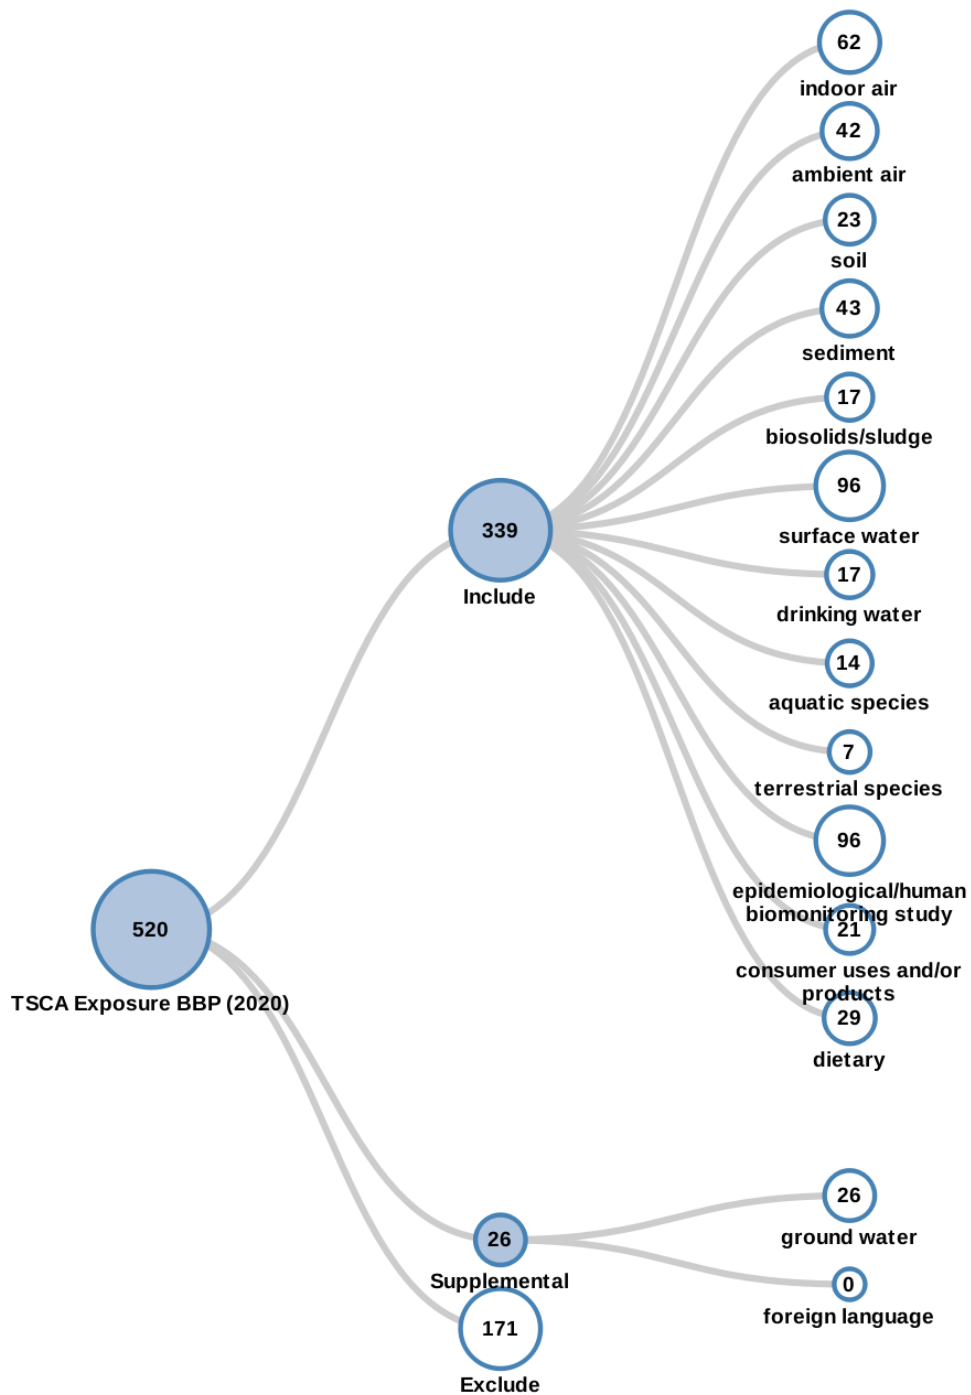 62
indoor air
42
ambient air
23
soil
43
sediment
17
biosolids/sludge
96
surface water
339
Include
17
drinking water
14
aquatic species
7
terrestrial species
96
epidemiological/human
biomonitoring study
21
consumer uses and/or
products
29
dietary
520
TSCA Exposure BBP (2020)
26
ground water
26
Supplemental
0
foreign language
171
Exclude